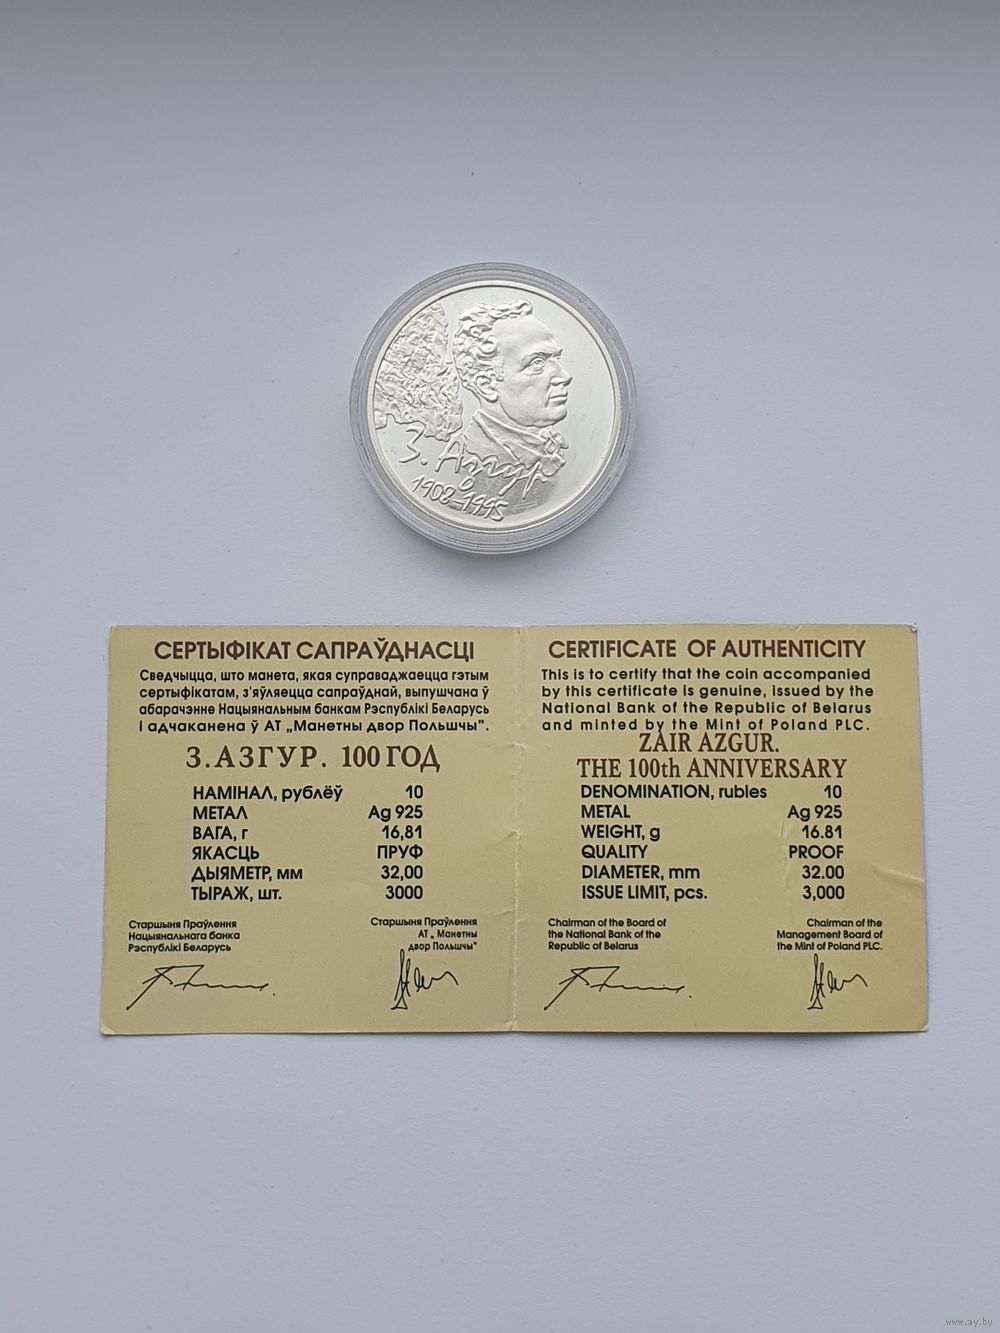 З. Азгур
1908-1995
СЕРТЫФІКАТ САПРАЎДНАСЦІ
Сведчыцца, што манета, якая суправаджаецца гэтым
сертыфікатам, з'яўляецца сапраўднай, выпушчана ў
абарачэнне Нацыянальным банкам Рэспублікі Беларусь
і адчаканена ў АТ „Манетны двор Польшчы".
З.АЗГУР. 100 ГОД
НАМІНАЛ, рублёў 10
МЕТАЛ Ag 925
ВАГА, г 16,81
ЯКАСЦЬ ПРУФ
ДЫЯМЕТР, мм 32,00
ТЫРАЖ, шт. 3000
Старшыня Праўлення
Нацыянальнага банка
Рэспублікі Беларусь
Старшыня Праўлення
АТ „Манетны
двор Польшчы"
CERTIFICATE OF AUTHENTICITY
This is to certify that the coin accompanied
by this certificate is genuine, issued by the
National Bank of the Republic of Belarus
and minted by the Mint of Poland PLC.
ZAIR AZGUR.
THE 100th ANNIVERSARY
DENOMINATION, rubles 10
METAL Ag 925
WEIGHT, g 16.81
QUALITY PROOF
DIAMETER, mm 32.00
ISSUE LIMIT, pcs. 3,000
Chairman of the Board of
the National Bank of the
Republic of Belarus
Chairman of the
Management Board of
the Mint of Poland PLC.
www.ay.by